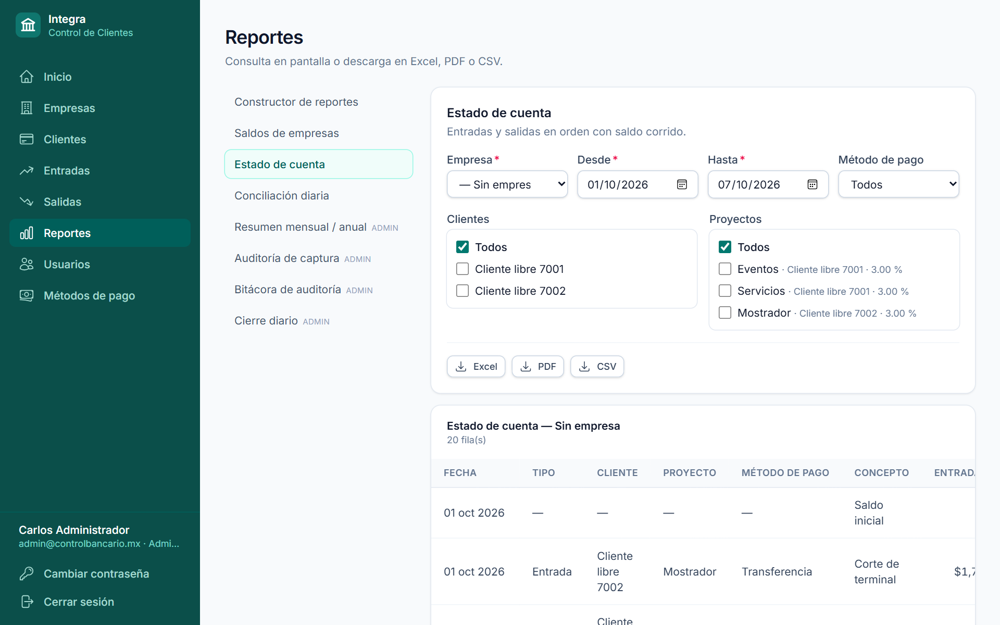 Integra
Control de Clientes
Inicio
Empresas
Clientes
Entradas
Salidas
Reportes
Usuarios
Métodos de pago
Carlos Administrador
admin@controlbancario.mx · Admi...
Cambiar contraseña
Cerrar sesión
Reportes
Consulta en pantalla o descarga en Excel, PDF o CSV.
Constructor de reportes
Saldos de empresas
Estado de cuenta
Conciliación diaria
Resumen mensual / anual ADMIN
Auditoría de captura ADMIN
Bitácora de auditoría ADMIN
Cierre diario ADMIN
Estado de cuenta
Entradas y salidas en orden con saldo corrido.
Empresa * Desde * Hasta * Método de pago
— Sin empres 01/10/2026 07/10/2026 Todos
Clientes
Todos
Cliente libre 7001
Cliente libre 7002
Proyectos
Todos
Eventos · Cliente libre 7001 · 3.00 %
Servicios · Cliente libre 7001 · 3.00 %
Mostrador · Cliente libre 7002 · 3.00 %
Excel PDF CSV
Estado de cuenta — Sin empresa
20 fila(s)
FECHA TIPO CLIENTE PROYECTO MÉTODO DE PAGO CONCEPTO ENTRADA
01 oct 2026 — — — — Saldo inicial
01 oct 2026 Entrada Cliente libre 7002 Mostrador Transferencia Corte de terminal $1,7
Cliente